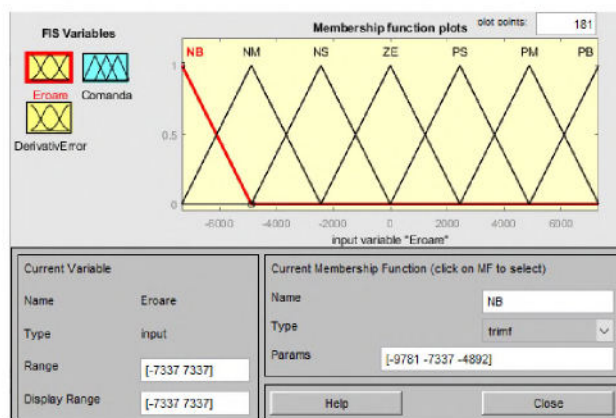 FIS Variables
Eroare Comanda
DerivativError
Membership function plots plot points: 181
NB NM NS ZE PS PM PB
1
0.5
0
-6000 -4000 -2000 0 2000 4000 6000
input variable "Eroare"
Current Variable
Name Eroare
Type input
Range [-7337 7337]
Display Range [-7337 7337]
Current Membership Function (click on MF to select)
Name NB
Type trimf
Params [-9781 -7337 -4892]
Help Close